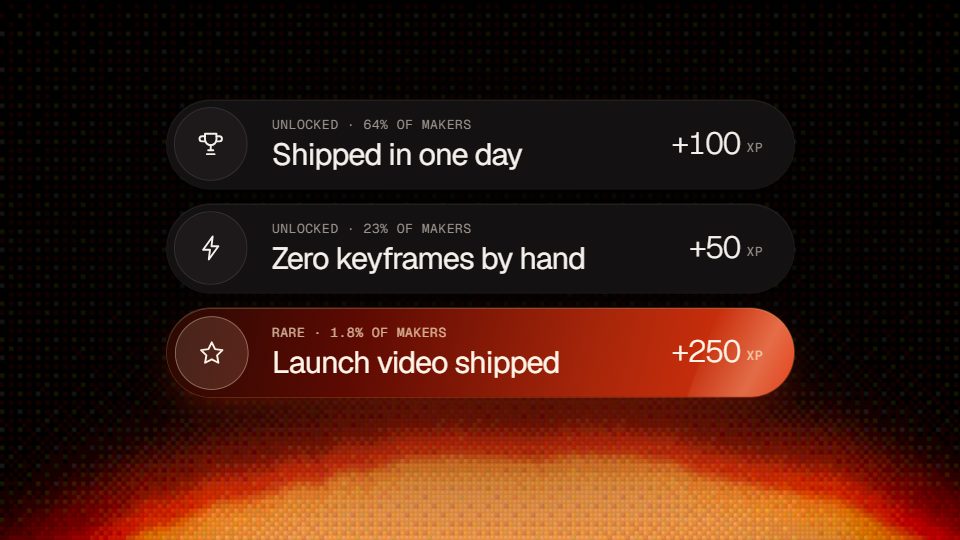 UNLOCKED · 64% OF MAKERS
Shipped in one day
+100 XP
UNLOCKED · 23% OF MAKERS
Zero keyframes by hand
+50 XP
RARE · 1.8% OF MAKERS
Launch video shipped
+250 XP